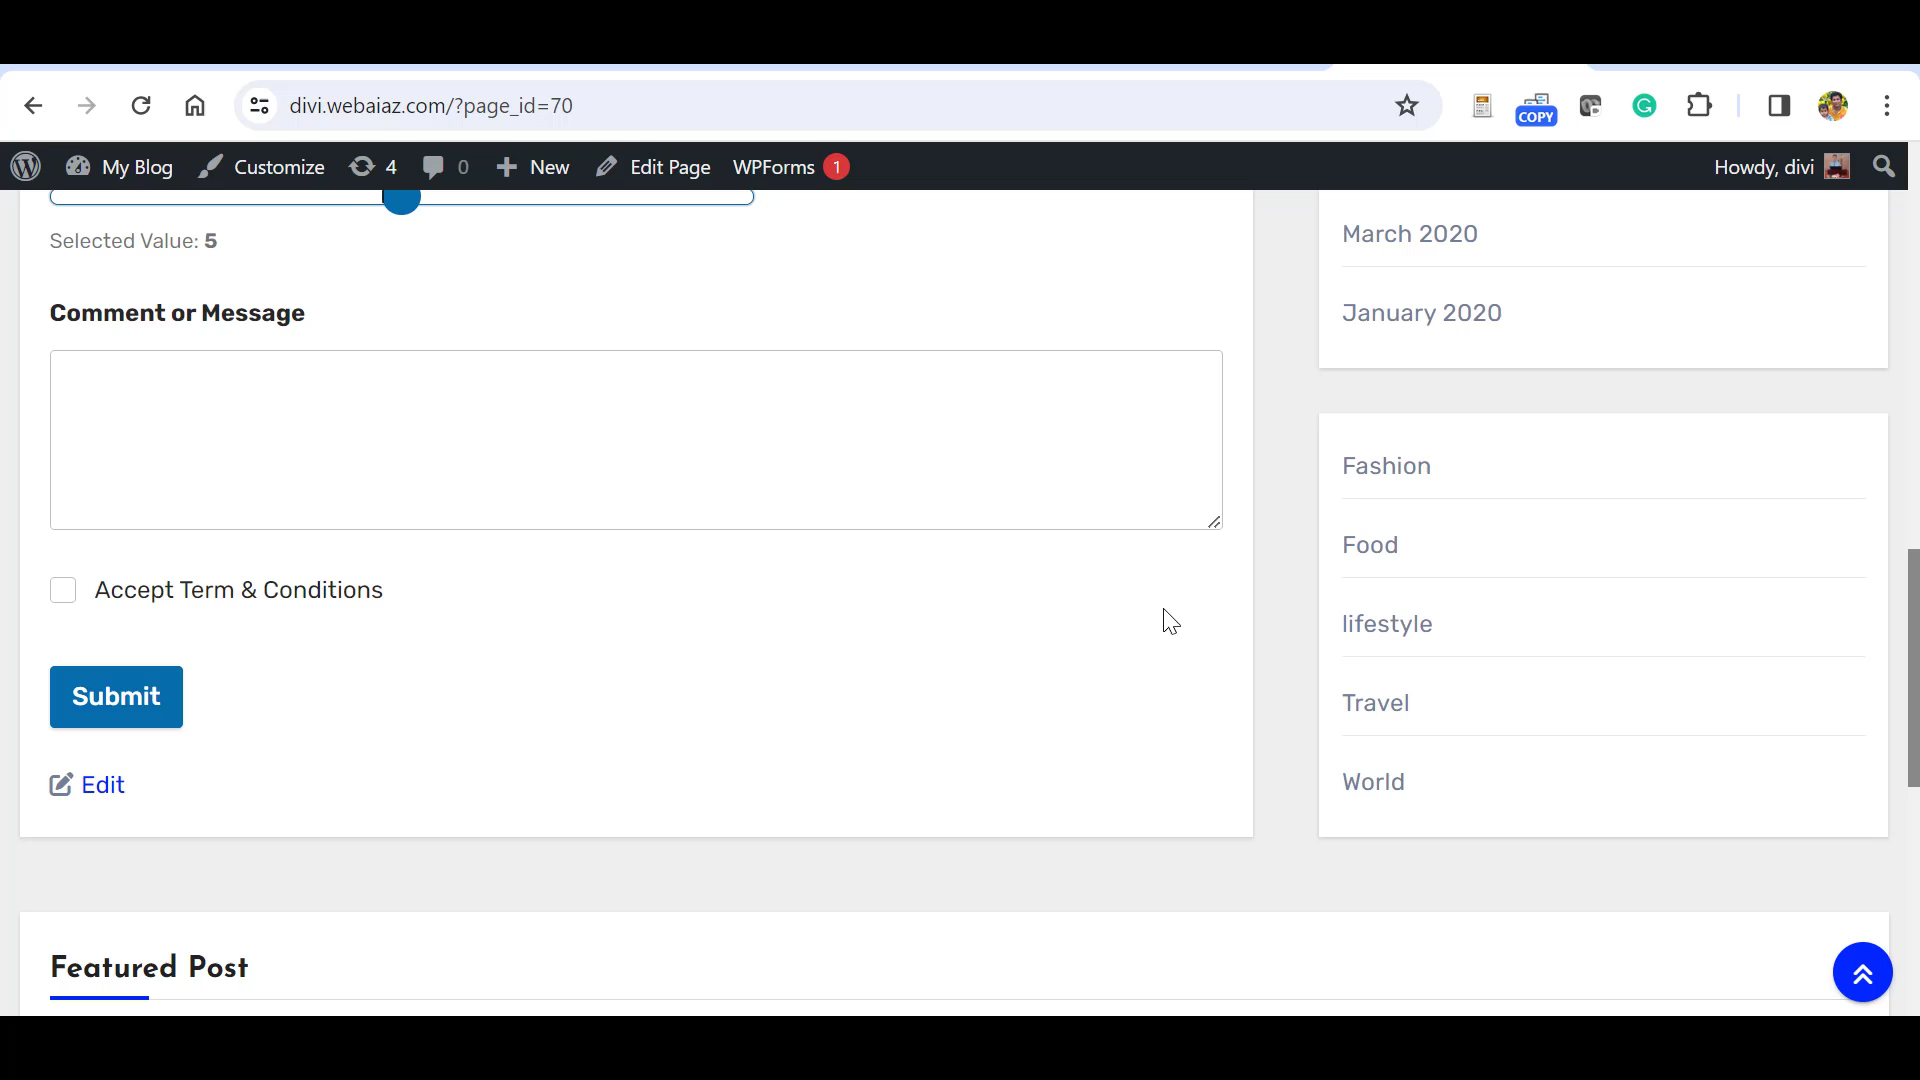 divi.webaiaz.com/?page_id=70
COPY
My Blog Customize 4 0 New Edit Page WPForms 1 Howdy, divi
Selected Value: 5
Comment or Message
Accept Term & Conditions
Submit
Edit
March 2020
January 2020
Fashion
Food
lifestyle
Travel
World
Featured Post